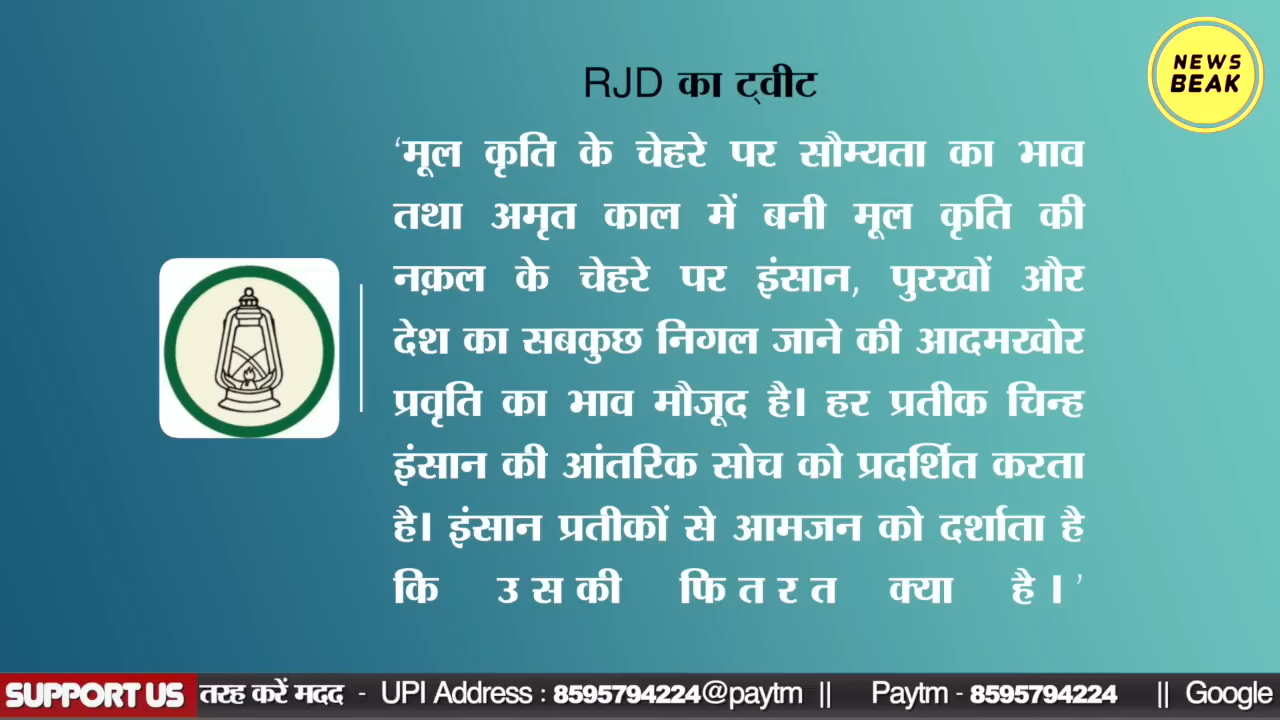 NEWS
BEAK
RJD का ट्वीट
‘मूल कृति के चेहरे पर सौम्यता का भाव
तथा अमृत काल में बनी मूल कृति की
नक़ल के चेहरे पर इंसान, पुरखों और
देश का सबकुछ निगल जाने की आदमखोर
प्रवृति का भाव मौजूद है। हर प्रतीक चिन्ह
इंसान की आंतरिक सोच को प्रदर्शित करता
है। इंसान प्रतीकों से आमजन को दर्शाता है
कि उसकी फितरत क्या है।’
SUPPORT US तरह करें मदद - UPI Address : 8595794224@paytm || Paytm - 8595794224 || Google